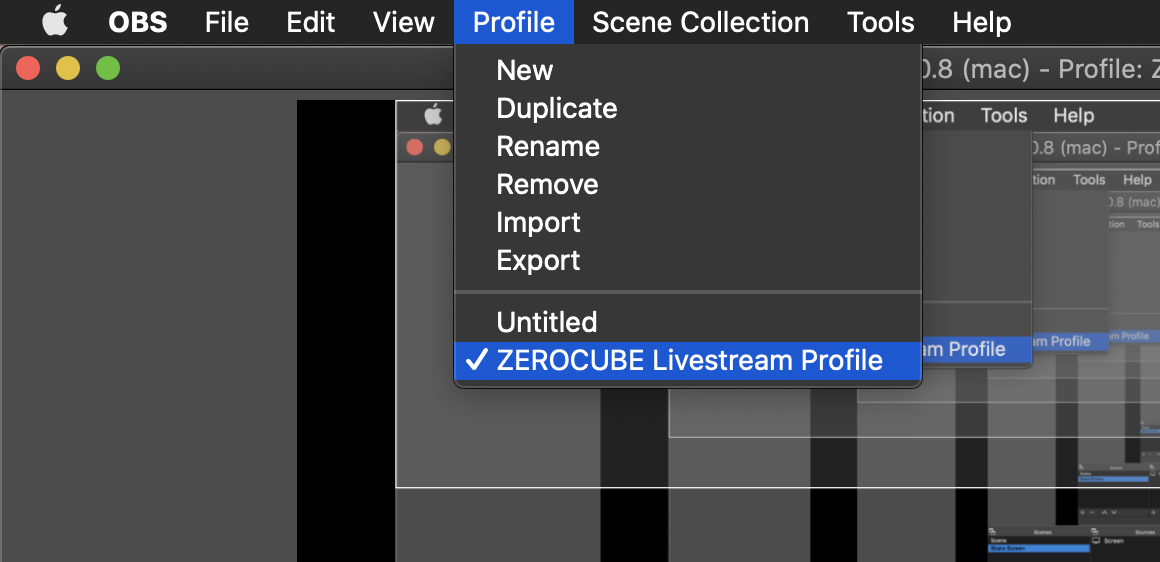 OBS File Edit View Profile Scene Collection Tools Help
0.8 (mac) - Profile: Z
New
Duplicate
Rename
Remove
Import
Export
Untitled
✓ ZEROCUBE Livestream Profile
tion Tools Help
0.8 (mac) - Prof
tion Tools Help
0.8 (mac)
tion Tools
am Profile
am Profile
m Profile
Scenes Sources
Scene Screen
Share Screen